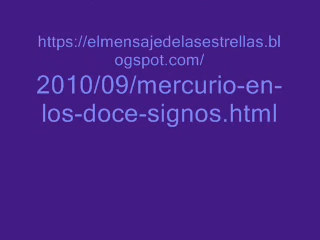 https://elmensajedelasestrellas.bl
ogspot.com/
2010/09/mercurio-en-
los-doce-signos.html